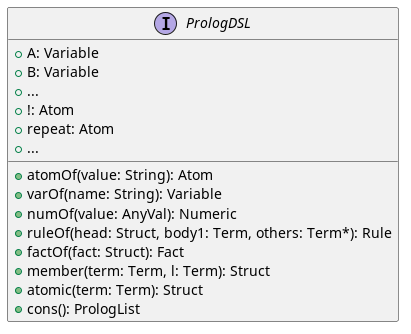 I PrologDSL
A: Variable
B: Variable
...
!: Atom
repeat: Atom
...
atomOf(value: String): Atom
varOf(name: String): Variable
numOf(value: AnyVal): Numeric
ruleOf(head: Struct, body1: Term, others: Term*): Rule
factOf(fact: Struct): Fact
member(term: Term, l: Term): Struct
atomic(term: Term): Struct
cons(): PrologList